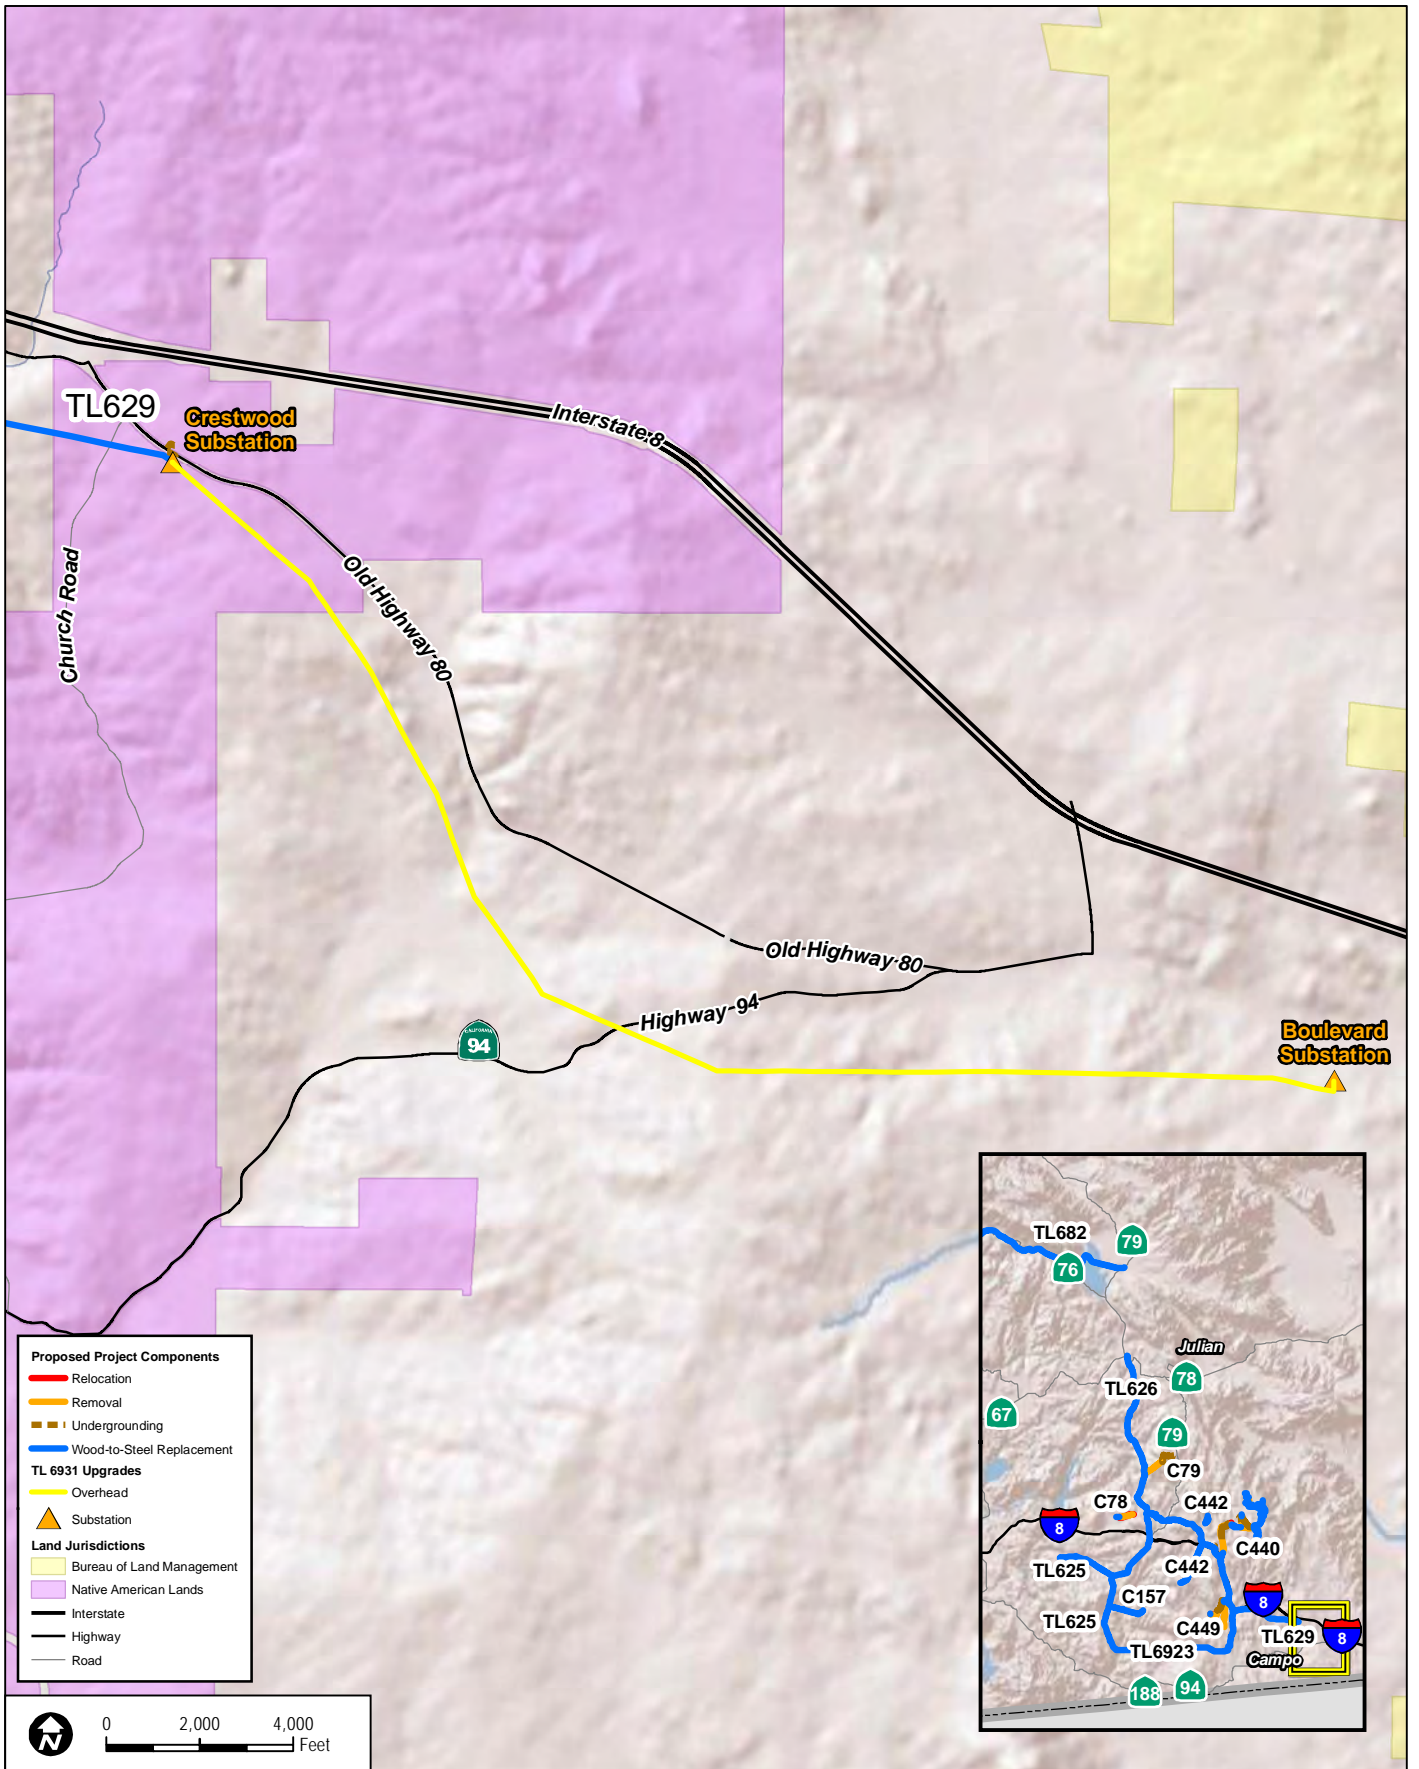 TL629
Crestwood
Substation
Interstate 8
Church Road
Old Highway 80
Old Highway 80
Highway 94
CALIFORNIA
94
Boulevard
Substation
TL682
79
76
Julian
78
TL626
67
79
C79
C78
C442
8
C440
TL625
C442
C157
8
TL625
C449
TL629
8
TL6923
Campo
188
94
Proposed Project Components
Relocation
Removal
Undergrounding
Wood-to-Steel Replacement
TL 6931 Upgrades
Overhead
Substation
Land Jurisdictions
Bureau of Land Management
Native American Lands
Interstate
Highway
Road
N
0 2,000 4,000
Feet